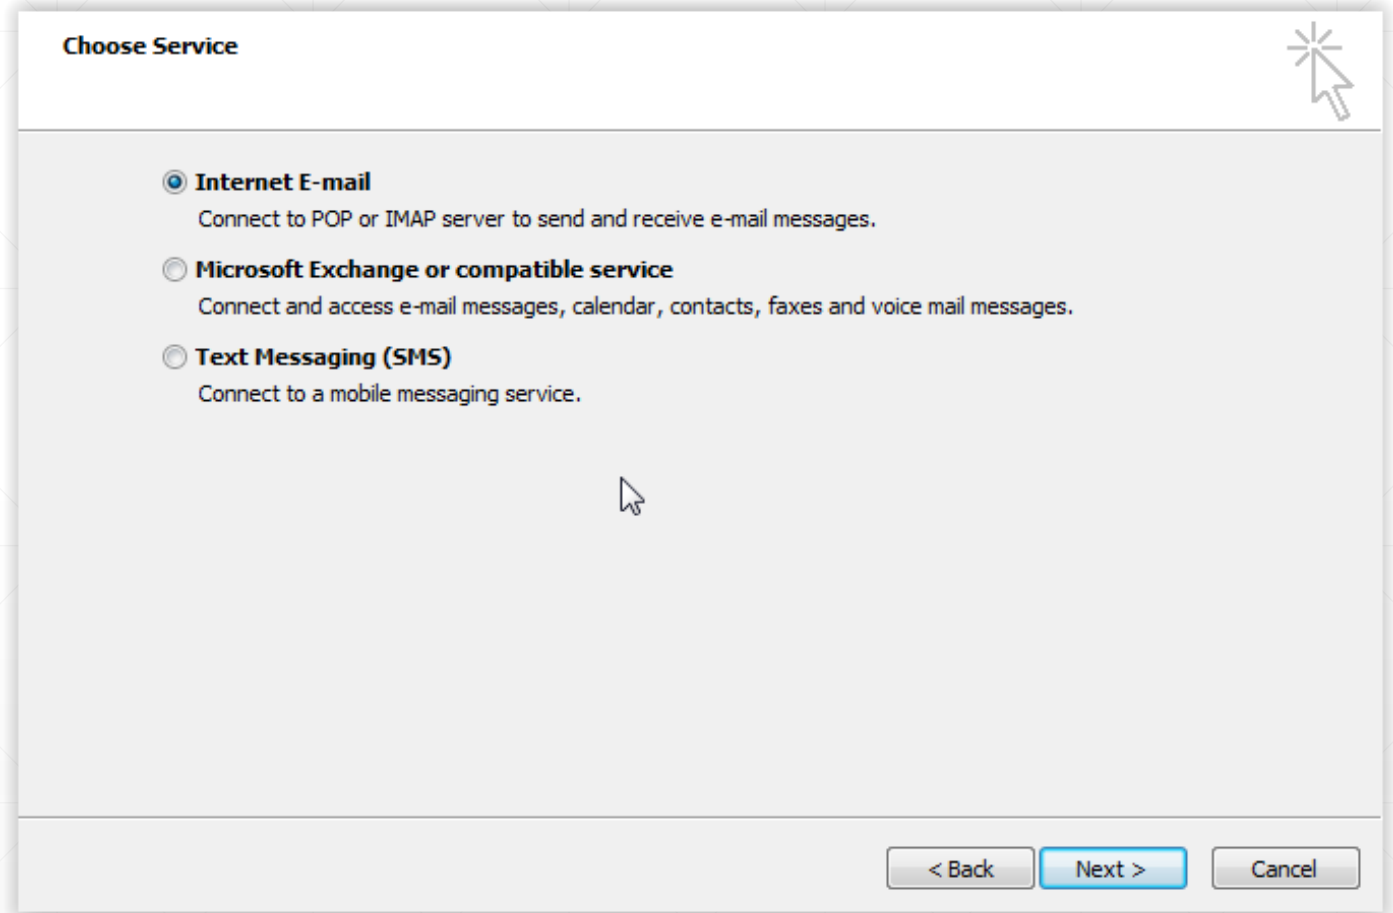 Choose Service
Internet E-mail
Connect to POP or IMAP server to send and receive e-mail messages.
Microsoft Exchange or compatible service
Connect and access e-mail messages, calendar, contacts, faxes and voice mail messages.
Text Messaging (SMS)
Connect to a mobile messaging service.
< Back Next > Cancel